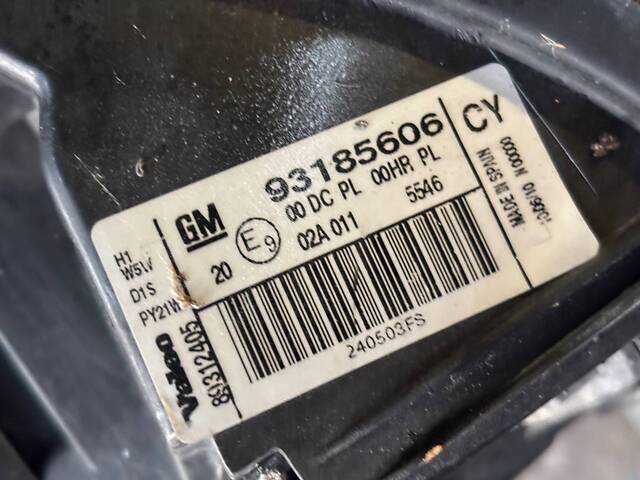 GM 93185606
00 DC PL 00HR PL
20 E9 02A 011 5546
240503FS
CY
MADE IN SPAIN
N 00000
H1
W5W
D1S
PY21W
Valeo
89312405